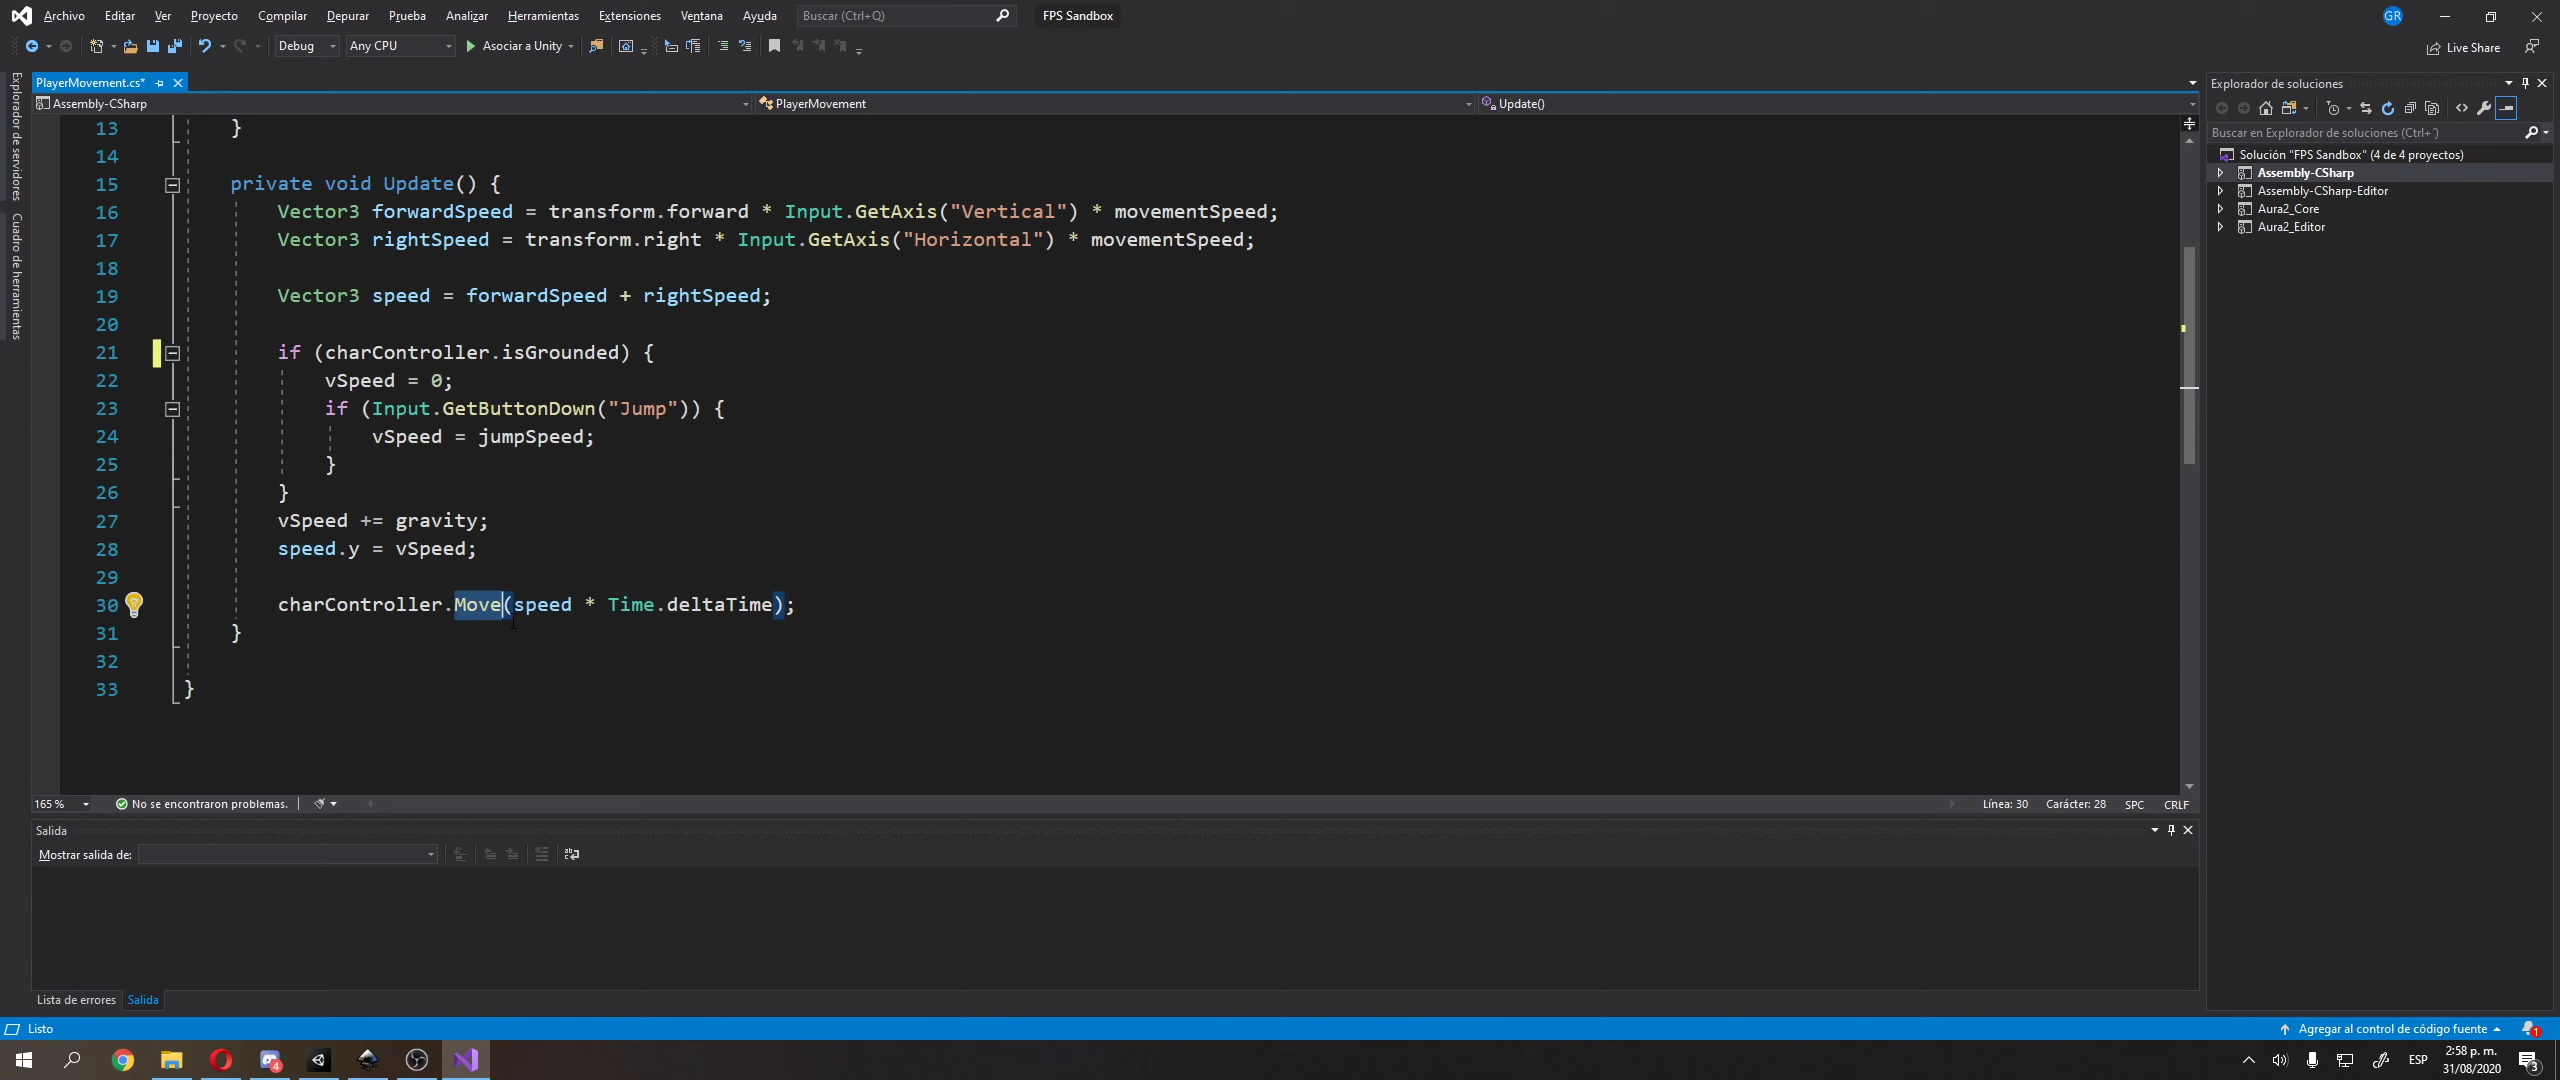 Archivo Editar Ver Proyecto Compilar Depurar Prueba Analizar Herramientas Extensiones Ventana Ayuda Buscar (Ctrl+Q) FPS Sandbox GR
Debug Any CPU Asociar a Unity Live Share
Explorador de servidores
Cuadro de herramientas
PlayerMovement.cs*
Assembly-CSharp PlayerMovement Update()
13 }
14
15 private void Update() {
16 Vector3 forwardSpeed = transform.forward * Input.GetAxis("Vertical") * movementSpeed;
17 Vector3 rightSpeed = transform.right * Input.GetAxis("Horizontal") * movementSpeed;
18
19 Vector3 speed = forwardSpeed + rightSpeed;
20
21 if (charController.isGrounded) {
22 vSpeed = 0;
23 if (Input.GetButtonDown("Jump")) {
24 vSpeed = jumpSpeed;
25 }
26 }
27 vSpeed += gravity;
28 speed.y = vSpeed;
29
30 charController.Move(speed * Time.deltaTime);
31 }
32
33 }
165 % No se encontraron problemas. Línea: 30 Carácter: 28 SPC CRLF
Salida
Mostrar salida de:
Lista de errores Salida
Explorador de soluciones
Buscar en Explorador de soluciones (Ctrl+´)
Solución "FPS Sandbox" (4 de 4 proyectos)
Assembly-CSharp
Assembly-CSharp-Editor
Aura2_Core
Aura2_Editor
Listo Agregar al control de código fuente 1
4 ESP 2:58 p. m.
31/08/2020 3